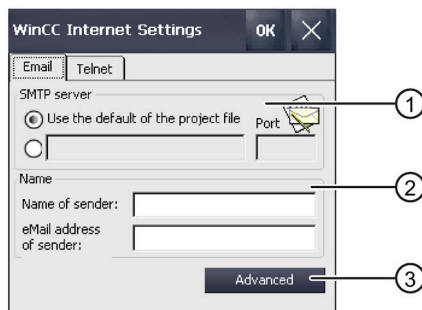 WinCC Internet Settings OK
Email Telnet
SMTP server
Use the default of the project file Port
1
Name
2
Name of sender:
eMail address
of sender:
Advanced
3